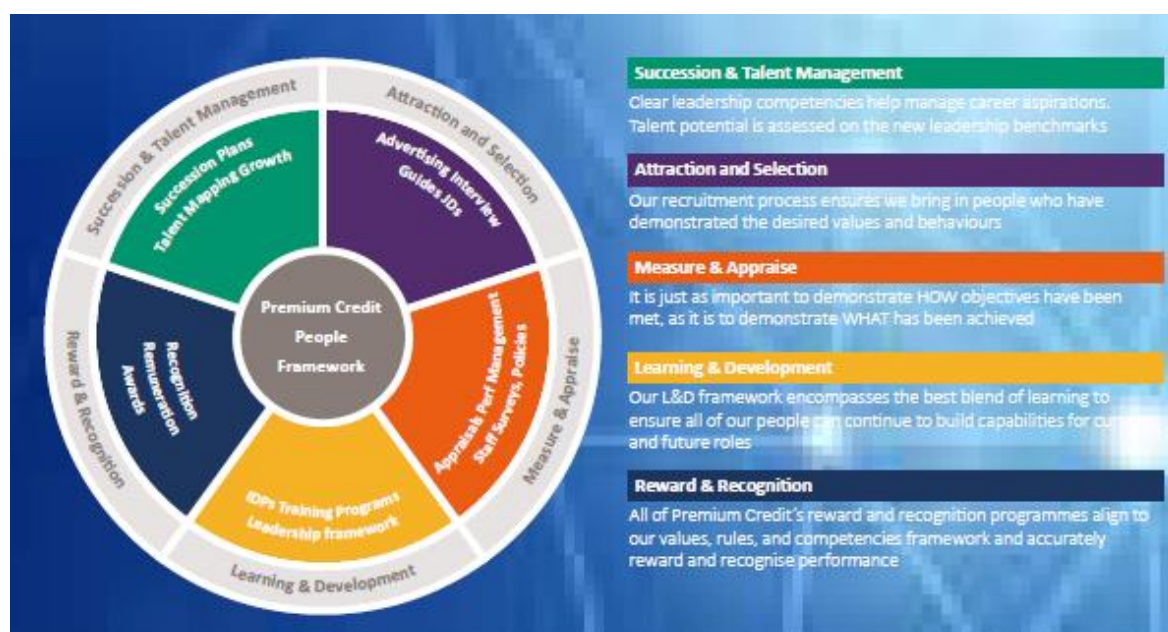 Succession & Talent Management
Attraction and Selection
Measure & Appraise
Learning & Development
Reward & Recognition
Succession Plans
Talent Mapping Growth
Advertising Interview
Guides JDs
Appraisals Perf Management
Staff Surveys, Policies
IDPs Training Programs
Leadership framework
Recognition
Remuneration
Awards
Premium Credit
People
Framework
Succession & Talent Management
Clear leadership competencies help manage career aspirations.
Talent potential is assessed on the new leadership benchmarks
Attraction and Selection
Our recruitment process ensures we bring in people who have
demonstrated the desired values and behaviours
Measure & Appraise
It is just as important to demonstrate HOW objectives have been
met, as it is to demonstrate WHAT has been achieved
Learning & Development
Our L&D framework encompasses the best blend of learning to
ensure all of our people can continue to build capabilities for
and future roles
Reward & Recognition
All of Premium Credit's reward and recognition programmes align to
our values, rules, and competencies framework and accurately
reward and recognise performance